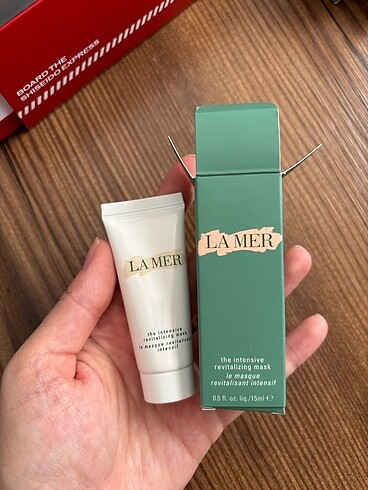 BOARD THE
SHISEIDO EXPRESS
LA MER
the intensive
revitalizing mask
le masque revitalisant
intensif
LA MER
the intensive
revitalizing mask
le masque
revitalisant intensif
0.5 fl. oz. liq./15ml ℮